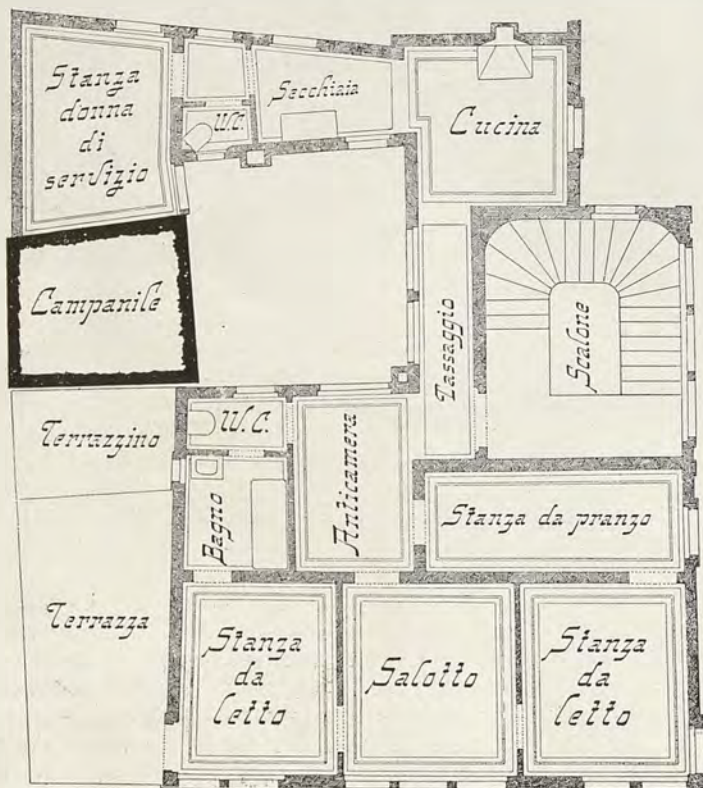 Stanza
donna
di
servizio
W.C.
Secchiaia
Cucina
Campanile
Passaggio
Scalone
Terrazzino
W.C.
Anticamera
Bagno
Stanza da pranzo
Terrazza
Stanza
da
letto
Salotto
Stanza
da
letto